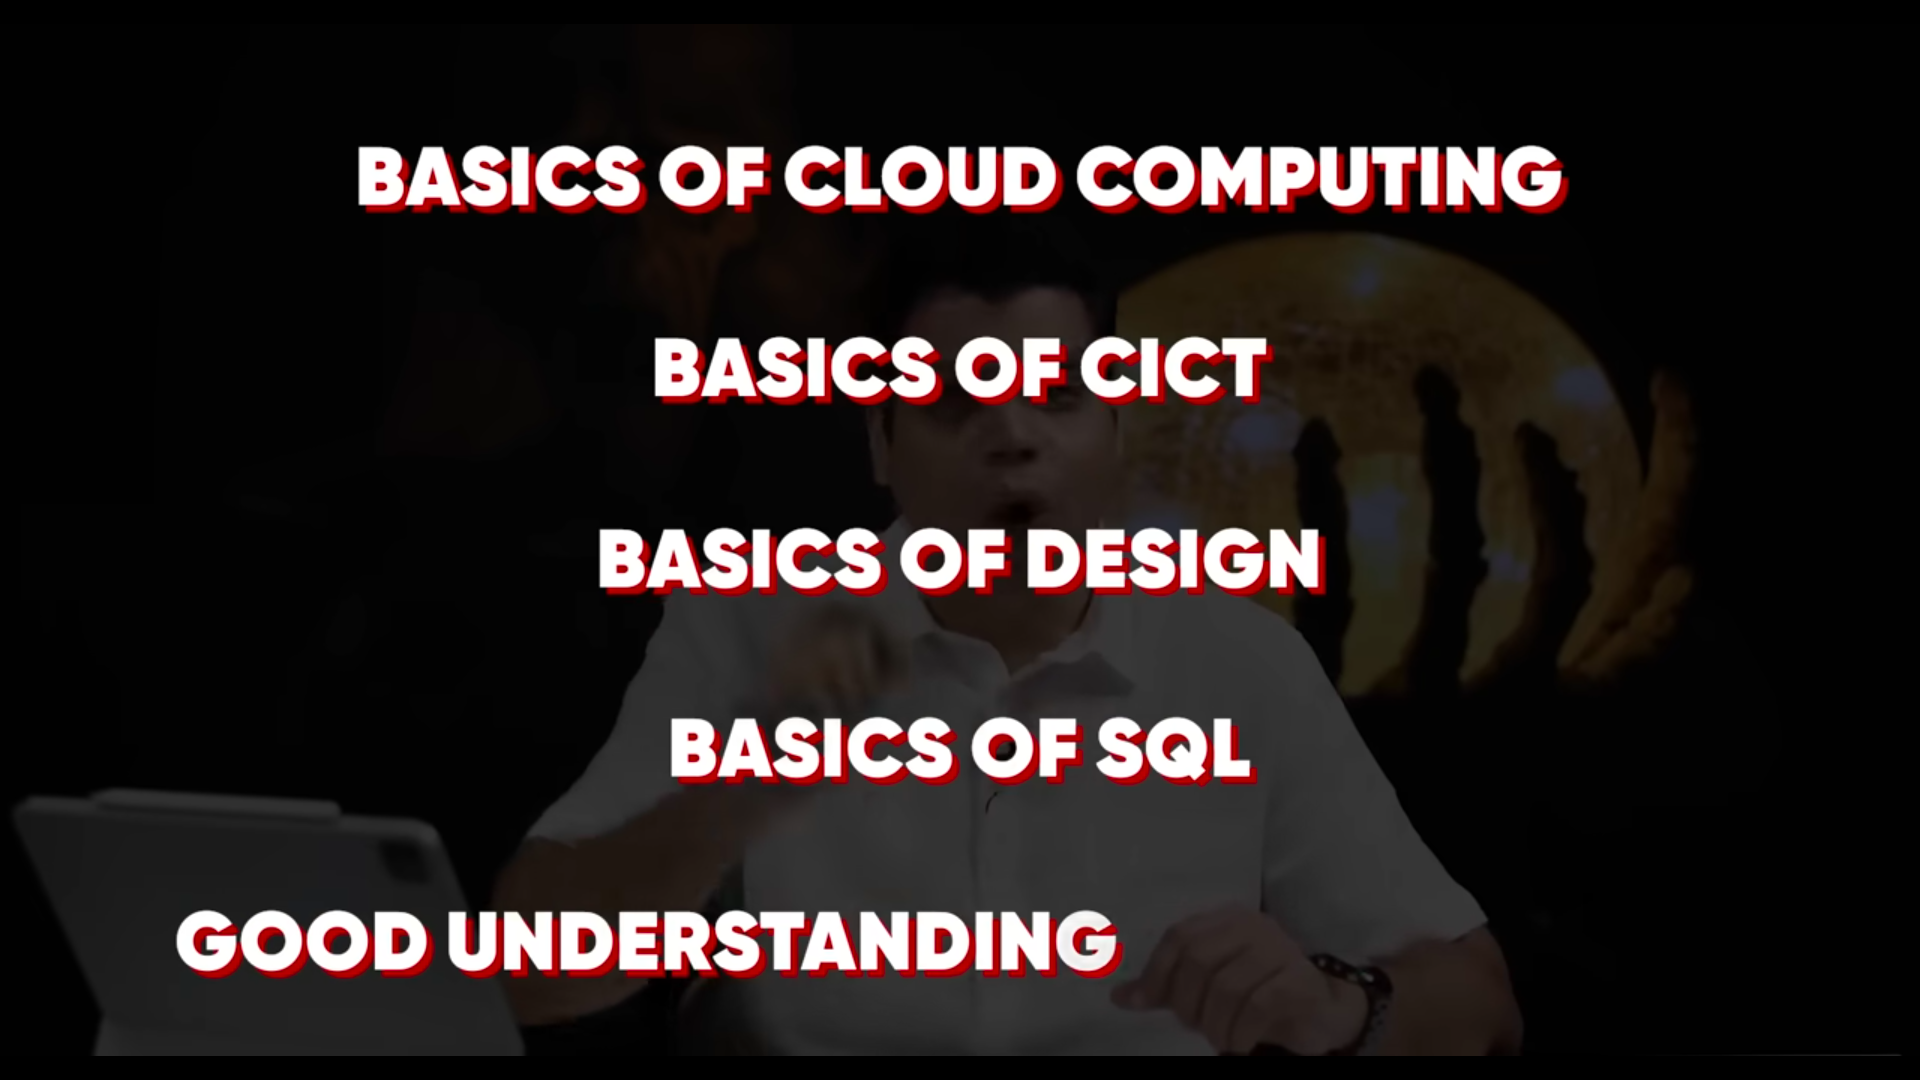 BASICS OF CLOUD COMPUTING
BASICS OF CICT
BASICS OF DESIGN
BASICS OF SQL
GOOD UNDERSTANDING